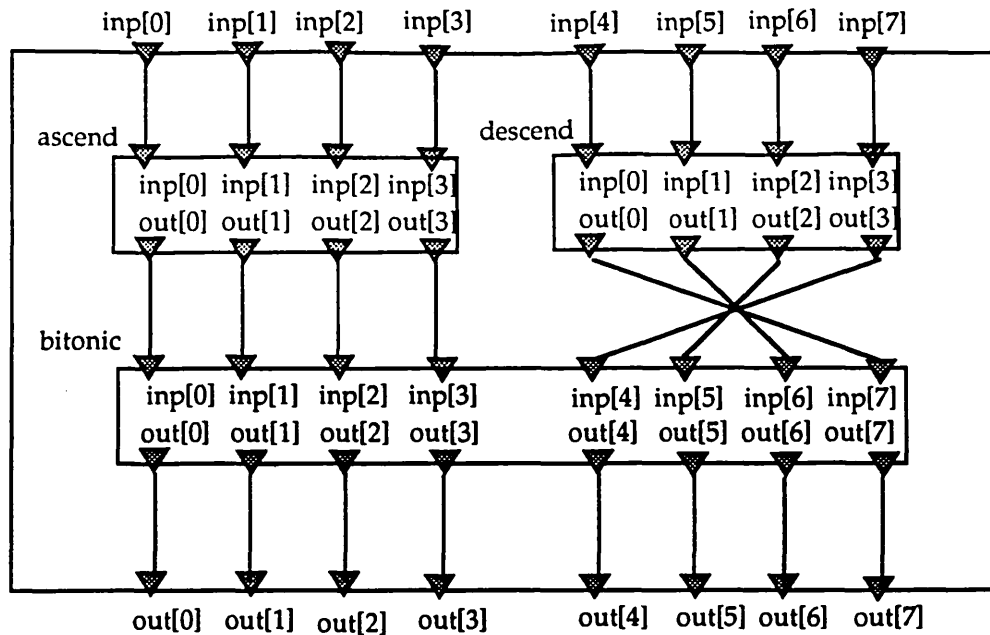 inp[0] inp[1] inp[2] inp[3] inp[4] inp[5] inp[6] inp[7]
ascend descend
inp[0] inp[1] inp[2] inp[3] inp[0] inp[1] inp[2] inp[3]
out[0] out[1] out[2] out[3] out[0] out[1] out[2] out[3]
bitonic
inp[0] inp[1] inp[2] inp[3] inp[4] inp[5] inp[6] inp[7]
out[0] out[1] out[2] out[3] out[4] out[5] out[6] out[7]
out[0] out[1] out[2] out[3] out[4] out[5] out[6] out[7]